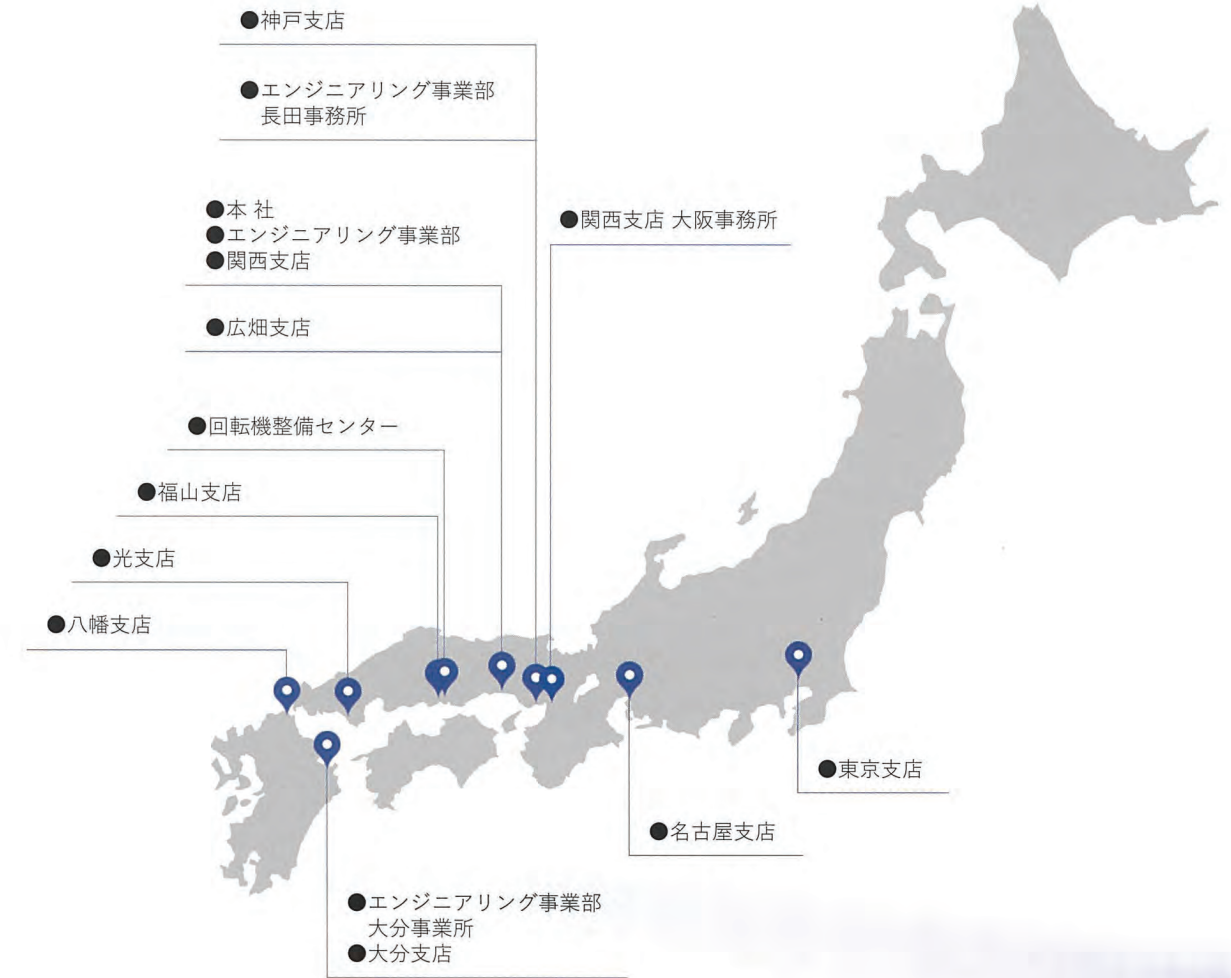 ●神戸支店
●エンジニアリング事業部
長田事務所
●本 社
●エンジニアリング事業部
●関西支店
●関西支店 大阪事務所
●広畑支店
●回転機整備センター
●福山支店
●光支店
●八幡支店
●東京支店
●名古屋支店
●エンジニアリング事業部
大分事業所
●大分支店